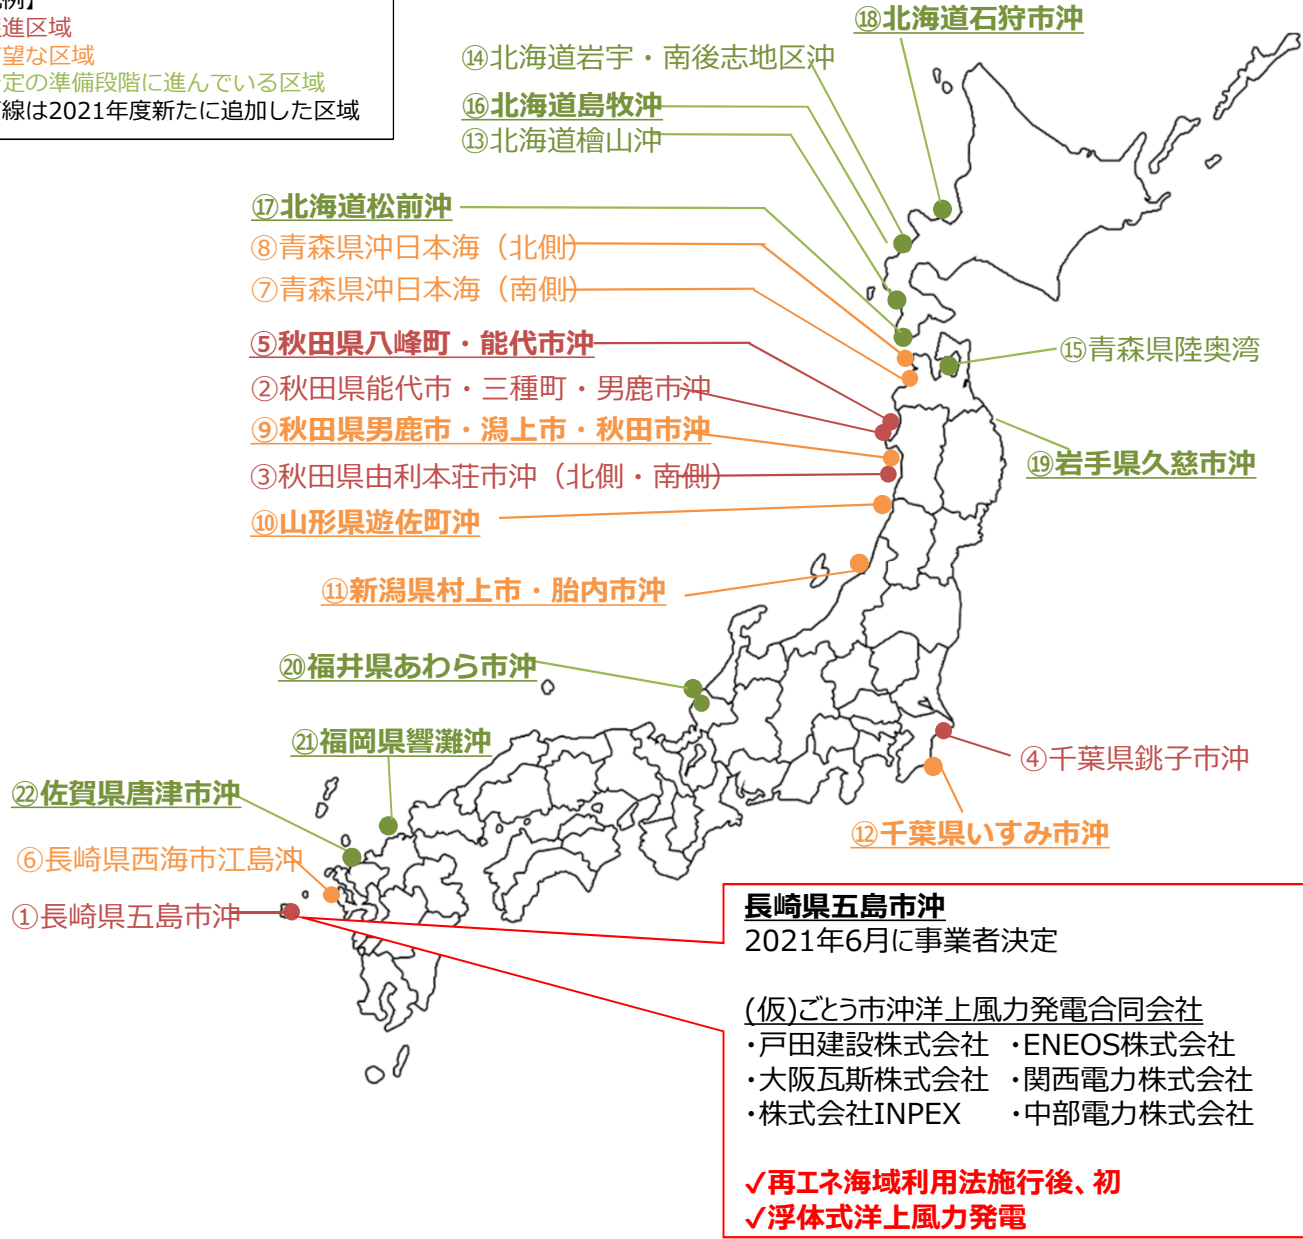 例】
進区域
望な区域
定の準備段階に進んでいる区域
線は2021年度新たに追加した区域
⑱北海道石狩市沖
⑭北海道岩宇・南後志地区沖
⑯北海道島牧沖
⑬北海道檜山沖
⑰北海道松前沖
⑧青森県沖日本海（北側）
⑦青森県沖日本海（南側）
⑤秋田県八峰町・能代市沖
⑮青森県陸奥湾
②秋田県能代市・三種町・男鹿市沖
⑨秋田県男鹿市・潟上市・秋田市沖
⑲岩手県久慈市沖
③秋田県由利本荘市沖（北側・南側）
⑩山形県遊佐町沖
⑪新潟県村上市・胎内市沖
⑳福井県あわら市沖
㉑福岡県響灘沖
④千葉県銚子市沖
㉒佐賀県唐津市沖
⑫千葉県いすみ市沖
⑥長崎県西海市江島沖
①長崎県五島市沖
長崎県五島市沖
2021年6月に事業者決定
(仮)ごとう市沖洋上風力発電合同会社
・戸田建設株式会社 ・ENEOS株式会社
・大阪瓦斯株式会社 ・関西電力株式会社
・株式会社INPEX ・中部電力株式会社
✓再エネ海域利用法施行後、初
✓浮体式洋上風力発電